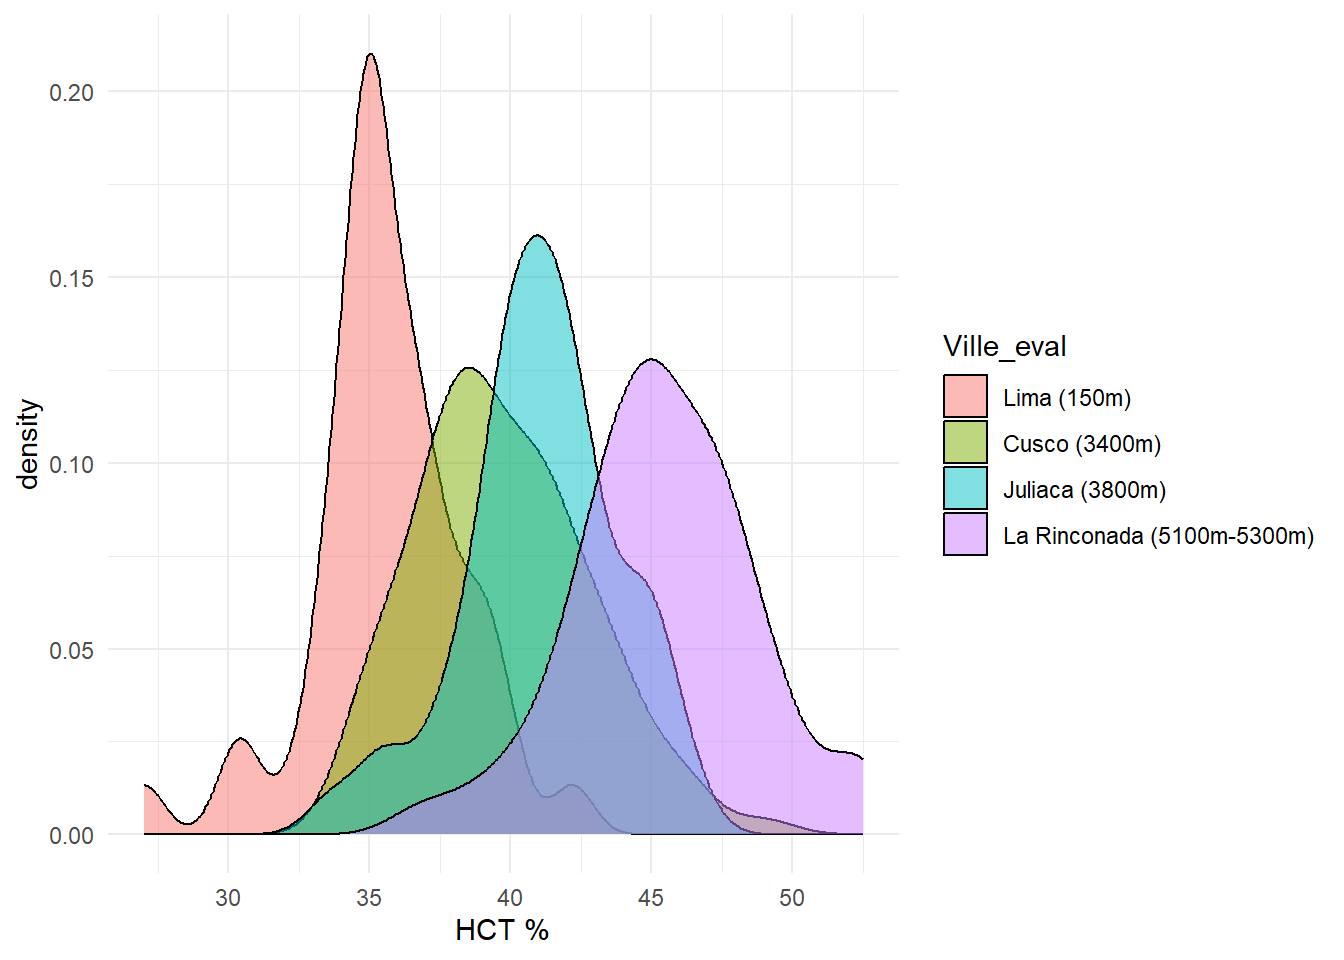 density
0.20
0.15
0.10
0.05
0.00
30 35 40 45 50
HCT %
Ville_eval
Lima (150m)
Cusco (3400m)
Juliaca (3800m)
La Rinconada (5100m-5300m)